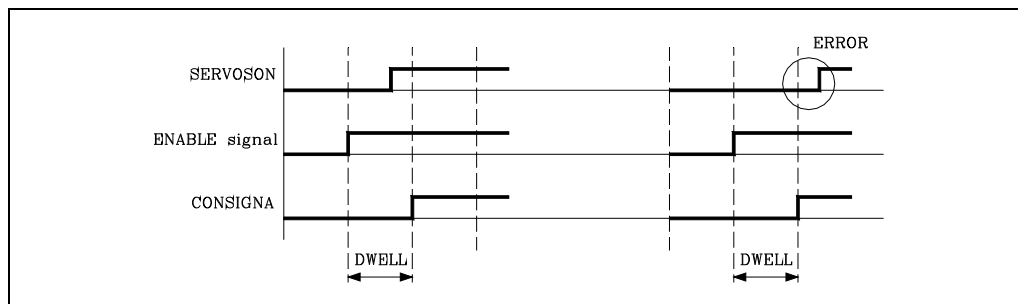 ERROR
SERVOSON
ENABLE signal
CONSIGNA
DWELL DWELL